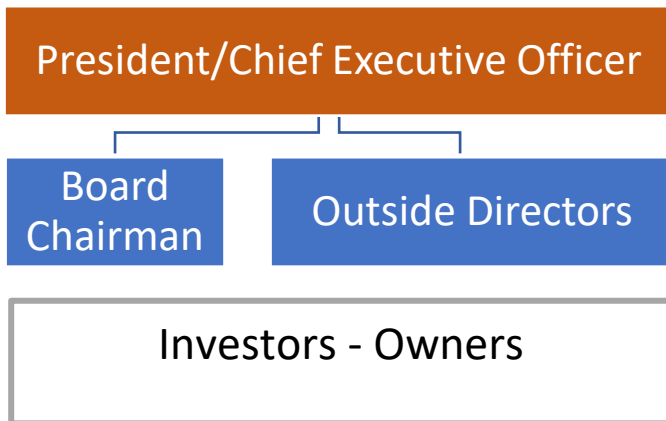 President/Chief Executive Officer
Board
Chairman
Outside Directors
Investors - Owners